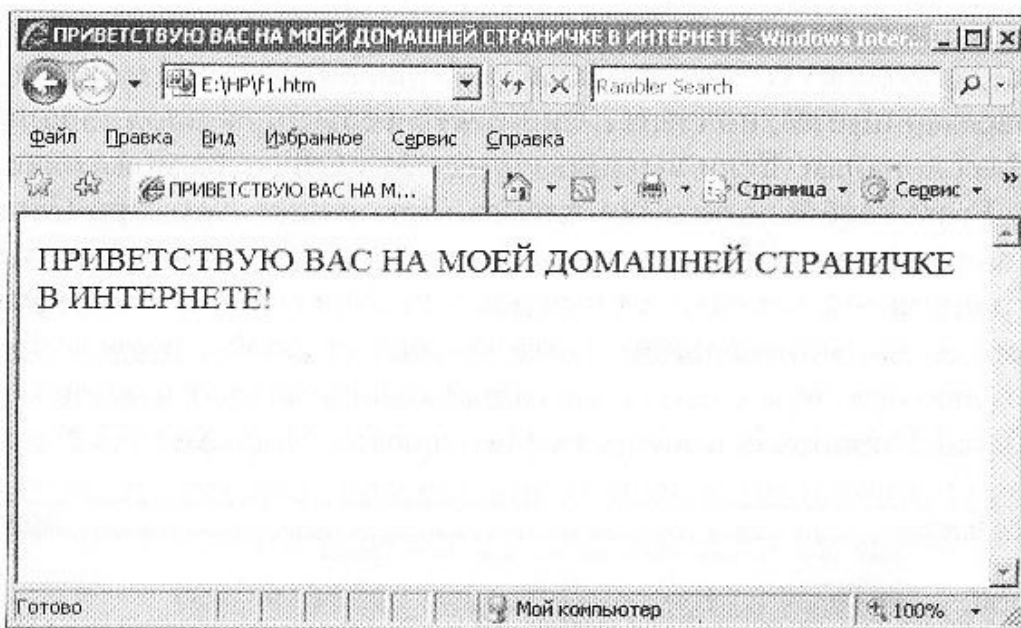 ПРИВЕТСТВУЮ ВАС НА МОЕЙ ДОМАШНЕЙ СТРАНИЧКЕ В ИНТЕРНЕТЕ - Windows Inter...
E:\HP\f1.htm
Rambler Search
Файл Правка Вид Избранное Сервис Справка
ПРИВЕТСТВУЮ ВАС НА М...
Страница
Сервис
»
ПРИВЕТСТВУЮ ВАС НА МОЕЙ ДОМАШНЕЙ СТРАНИЧКЕ
В ИНТЕРНЕТЕ!
Готово
Мой компьютер
100%